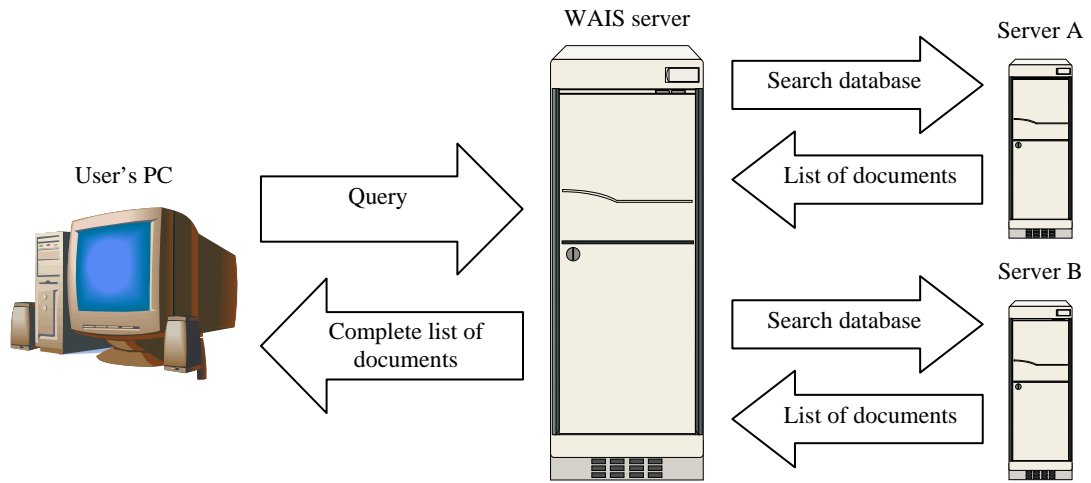 WAIS server
Server A
Search database
User's PC
List of documents
Query
Server B
Search database
Complete list of
documents
List of documents